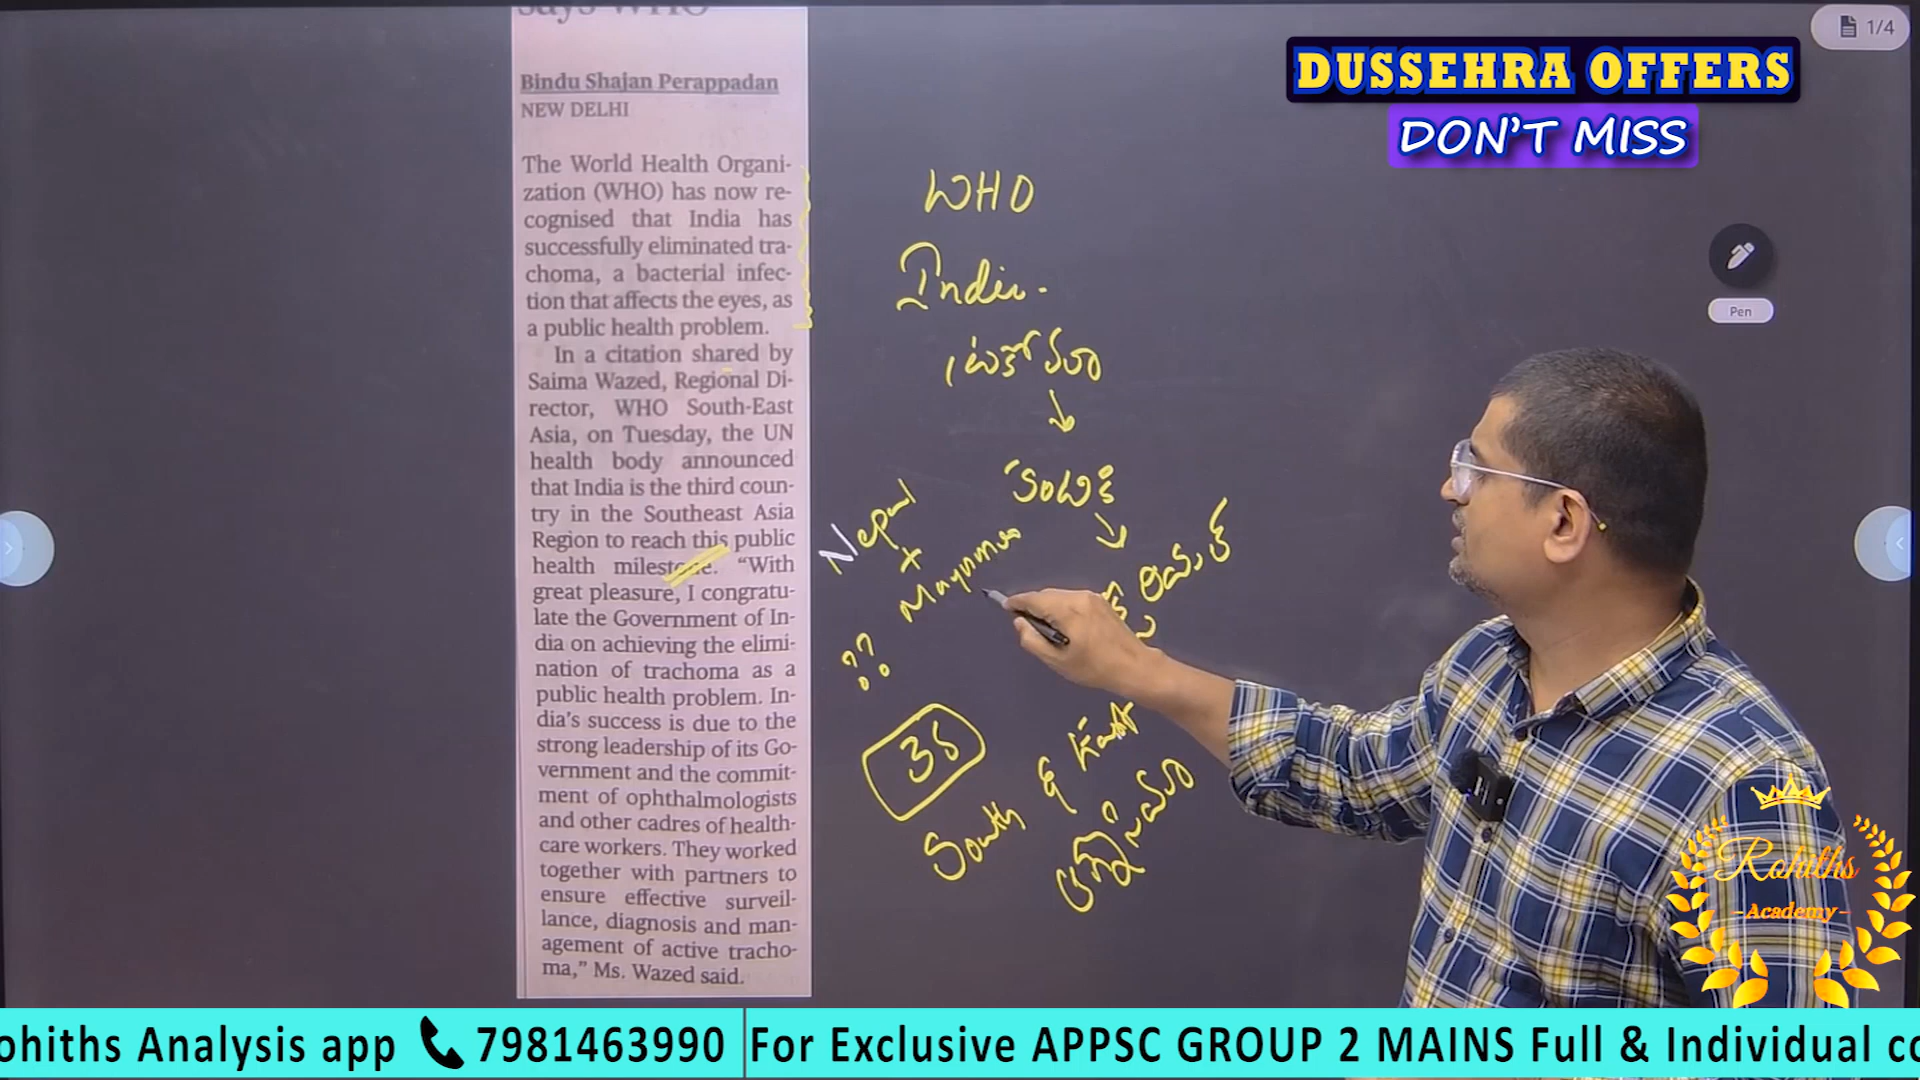 says WHO
1/4
DUSSEHRA OFFERS
DON'T MISS
Bindu Shajan Perappadan
NEW DELHI
The World Health Organi-
zation (WHO) has now re-
cognised that India has
successfully eliminated tra-
choma, a bacterial infec-
tion that affects the eyes, as
a public health problem.
In a citation shared by
Saima Wazed, Regional Di-
rector, WHO South-East
Asia, on Tuesday, the UN
health body announced
that India is the third coun-
try in the Southeast Asia
Region to reach this public
health milestone. “With
great pleasure, I congratu-
late the Government of In-
dia on achieving the elimi-
nation of trachoma as a
public health problem. In-
dia’s success is due to the
strong leadership of its Go-
vernment and the commit-
ment of ophthalmologists
and other cadres of health-
care workers. They worked
together with partners to
ensure effective surveil-
lance, diagnosis and man-
agement of active tracho-
ma,” Ms. Wazed said.
WHO
India
Nepal
+
??
South
Pen
Rohiths
Academy
ohiths Analysis app 7981463990 For Exclusive APPSC GROUP 2 MAINS Full & Individual co